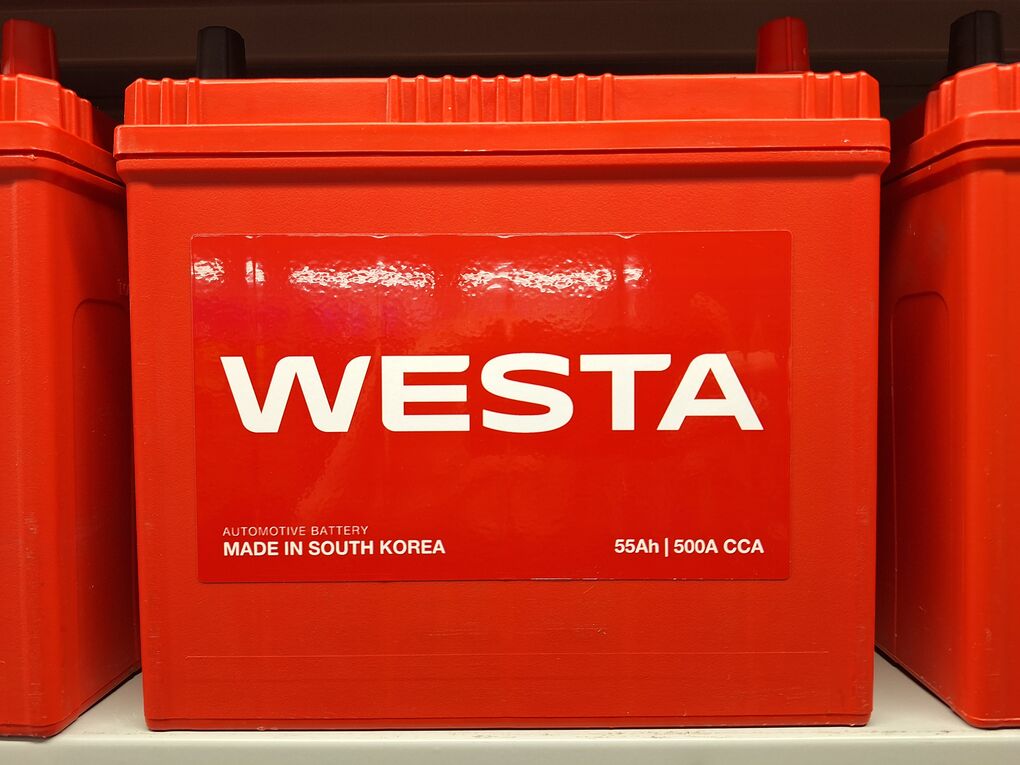 WESTA
AUTOMOTIVE BATTERY
MADE IN SOUTH KOREA
55Ah | 500A CCA